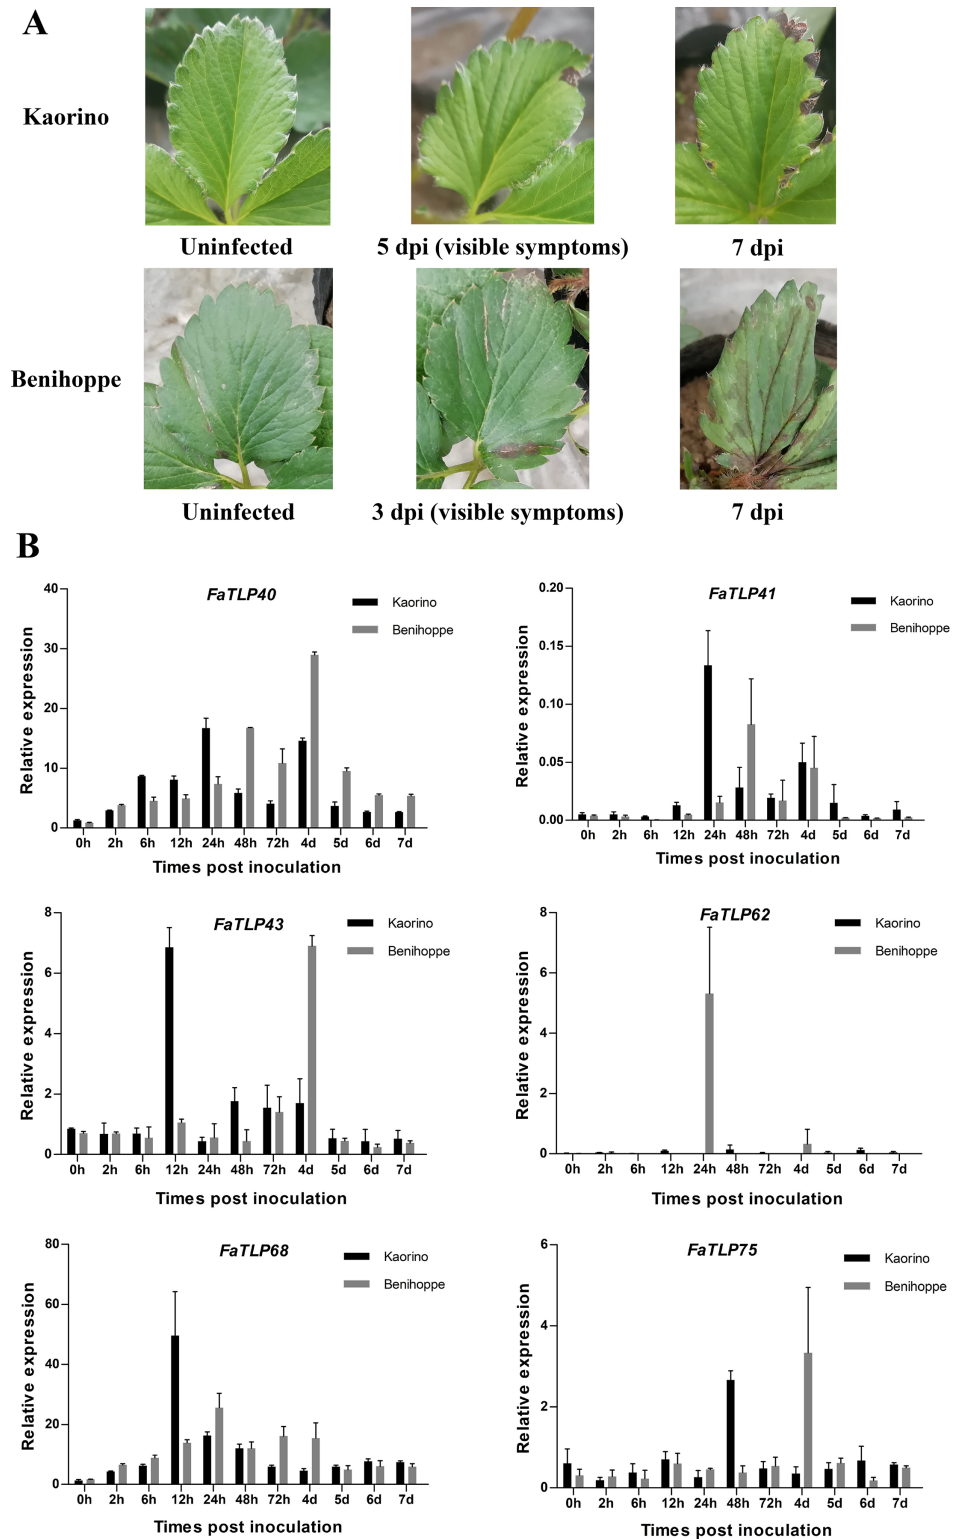 A
Kaorino
Uninfected
5 dpi (visible symptoms)
7 dpi
Benihoppe
Uninfected
3 dpi (visible symptoms)
7 dpi
B
FaTLP40
Kaorino
Benihoppe
Relative expression
40
30
20
10
0
0h 2h 6h 12h 24h 48h 72h 4d 5d 6d 7d
Times post inoculation
FaTLP41
Kaorino
Benihoppe
Relative expression
0.20
0.15
0.10
0.05
0.00
0h 2h 6h 12h 24h 48h 72h 4d 5d 6d 7d
Times post inoculation
FaTLP43
Kaorino
Benihoppe
Relative expression
8
6
4
2
0
0h 2h 6h 12h 24h 48h 72h 4d 5d 6d 7d
Times post inoculation
FaTLP62
Kaorino
Benihoppe
Relative expression
8
6
4
2
0
0h 2h 6h 12h 24h 48h 72h 4d 5d 6d 7d
Times post inoculation
FaTLP68
Kaorino
Benihoppe
Relative expression
80
60
40
20
0
0h 2h 6h 12h 24h 48h 72h 4d 5d 6d 7d
Times post inoculation
FaTLP75
Kaorino
Benihoppe
Relative expression
6
4
2
0
0h 2h 6h 12h 24h 48h 72h 4d 5d 6d 7d
Times post inoculation